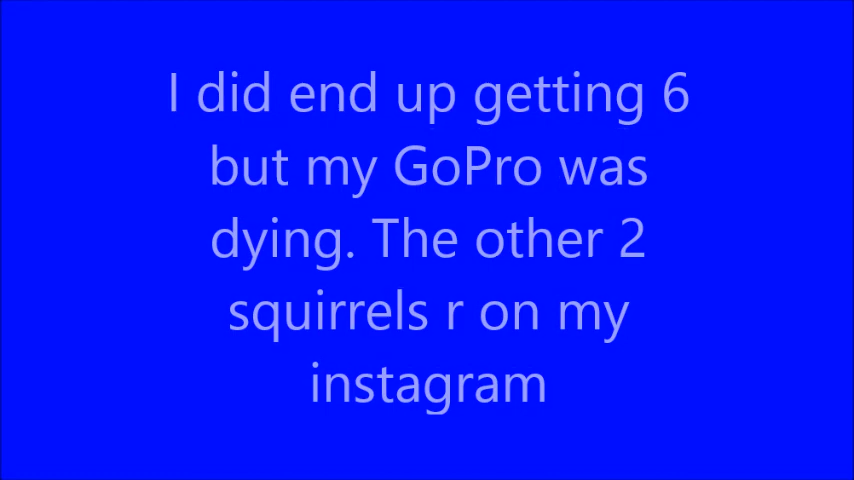 I did end up getting 6
but my GoPro was
dying. The other 2
squirrels r on my
instagram